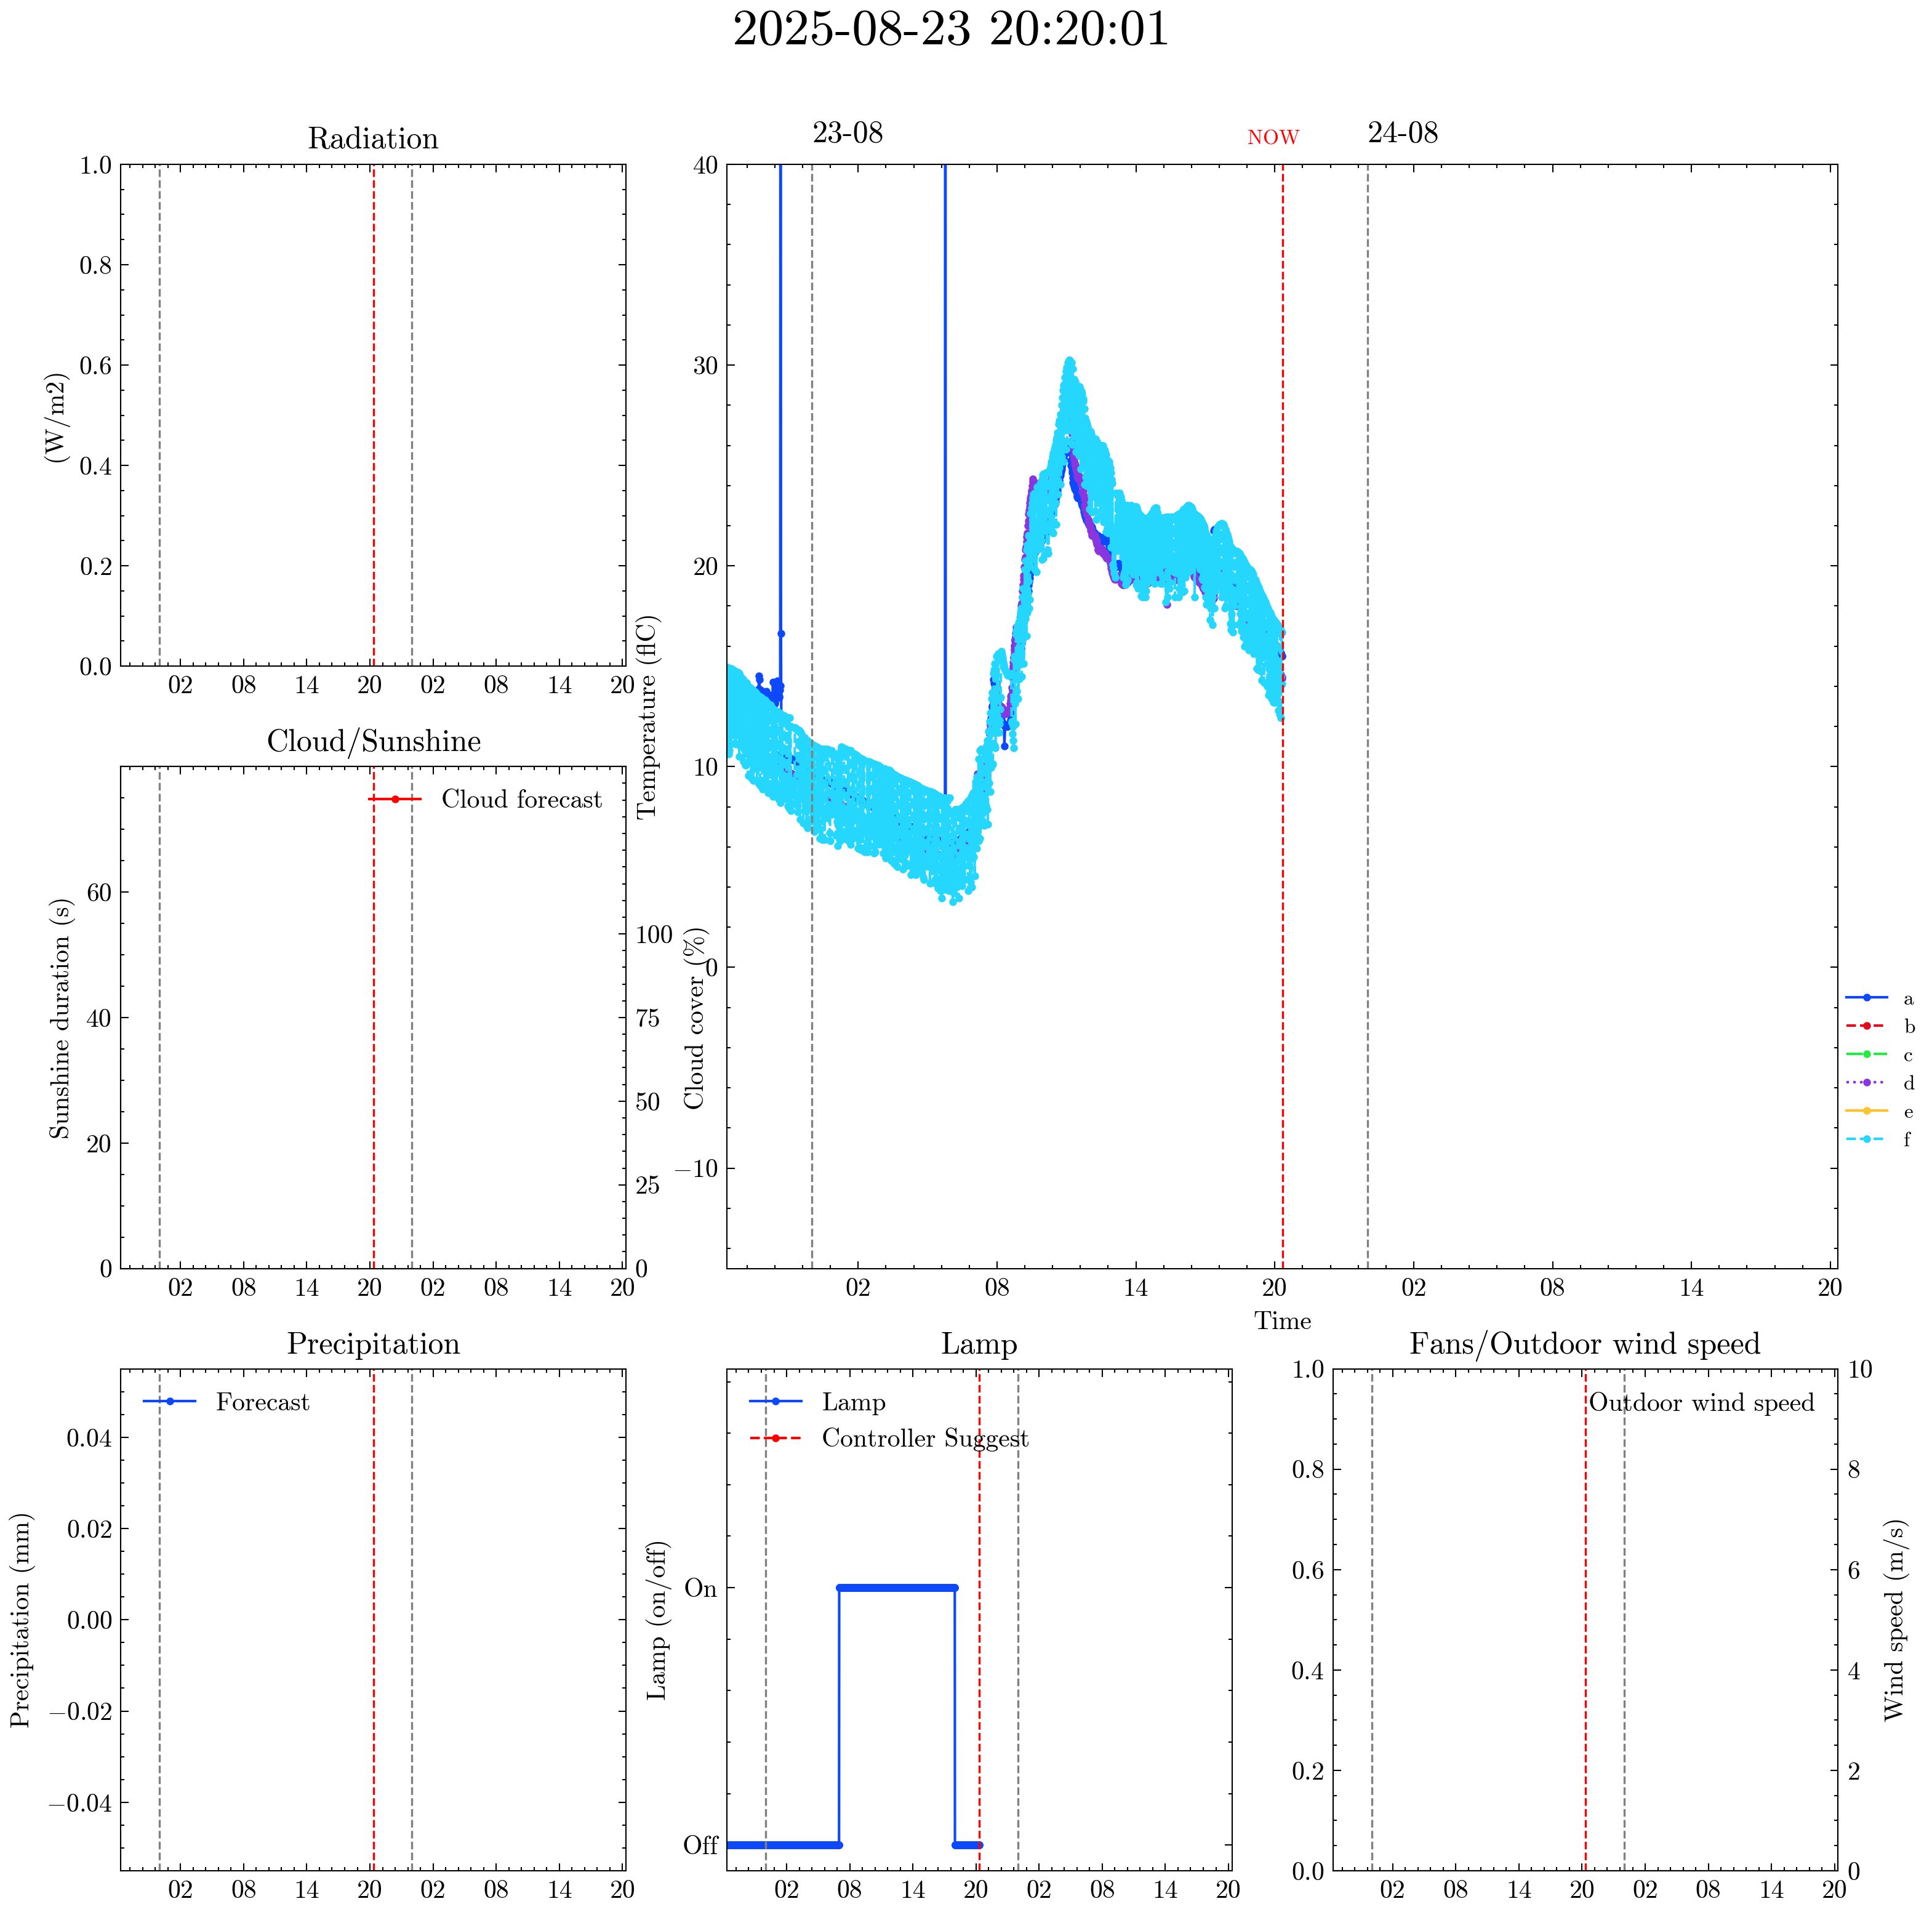 2025-08-23 20:20:01
Radiation
1.0
0.8
0.6
0.4
0.2
0.0
(W/m2)
02 08 14 20 02 08 14 20
23-08 NOW 24-08
40
30
20
10
0
−10
Temperature (flC)
02 08 14 20 02 08 14 20
Time
a
b
c
d
e
f
Cloud/Sunshine
Cloud forecast
60
40
20
0
Sunshine duration (s)
100
75
50
25
0
Cloud cover (%)
02 08 14 20 02 08 14 20
Precipitation
Forecast
0.04
0.02
0.00
−0.02
−0.04
Precipitation (mm)
02 08 14 20 02 08 14 20
Lamp
Lamp
Controller Suggest
On
Off
Lamp (on/off)
02 08 14 20 02 08 14 20
Fans/Outdoor wind speed
Outdoor wind speed
1.0
0.8
0.6
0.4
0.2
0.0
10
8
6
4
2
0
Wind speed (m/s)
02 08 14 20 02 08 14 20